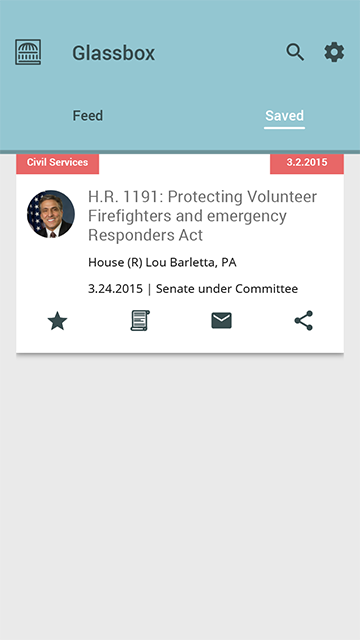 Glassbox
Feed
Saved
Civil Services
3.2.2015
H.R. 1191: Protecting Volunteer
Firefighters and emergency
Responders Act
House (R) Lou Barletta, PA
3.24.2015 | Senate under Committee